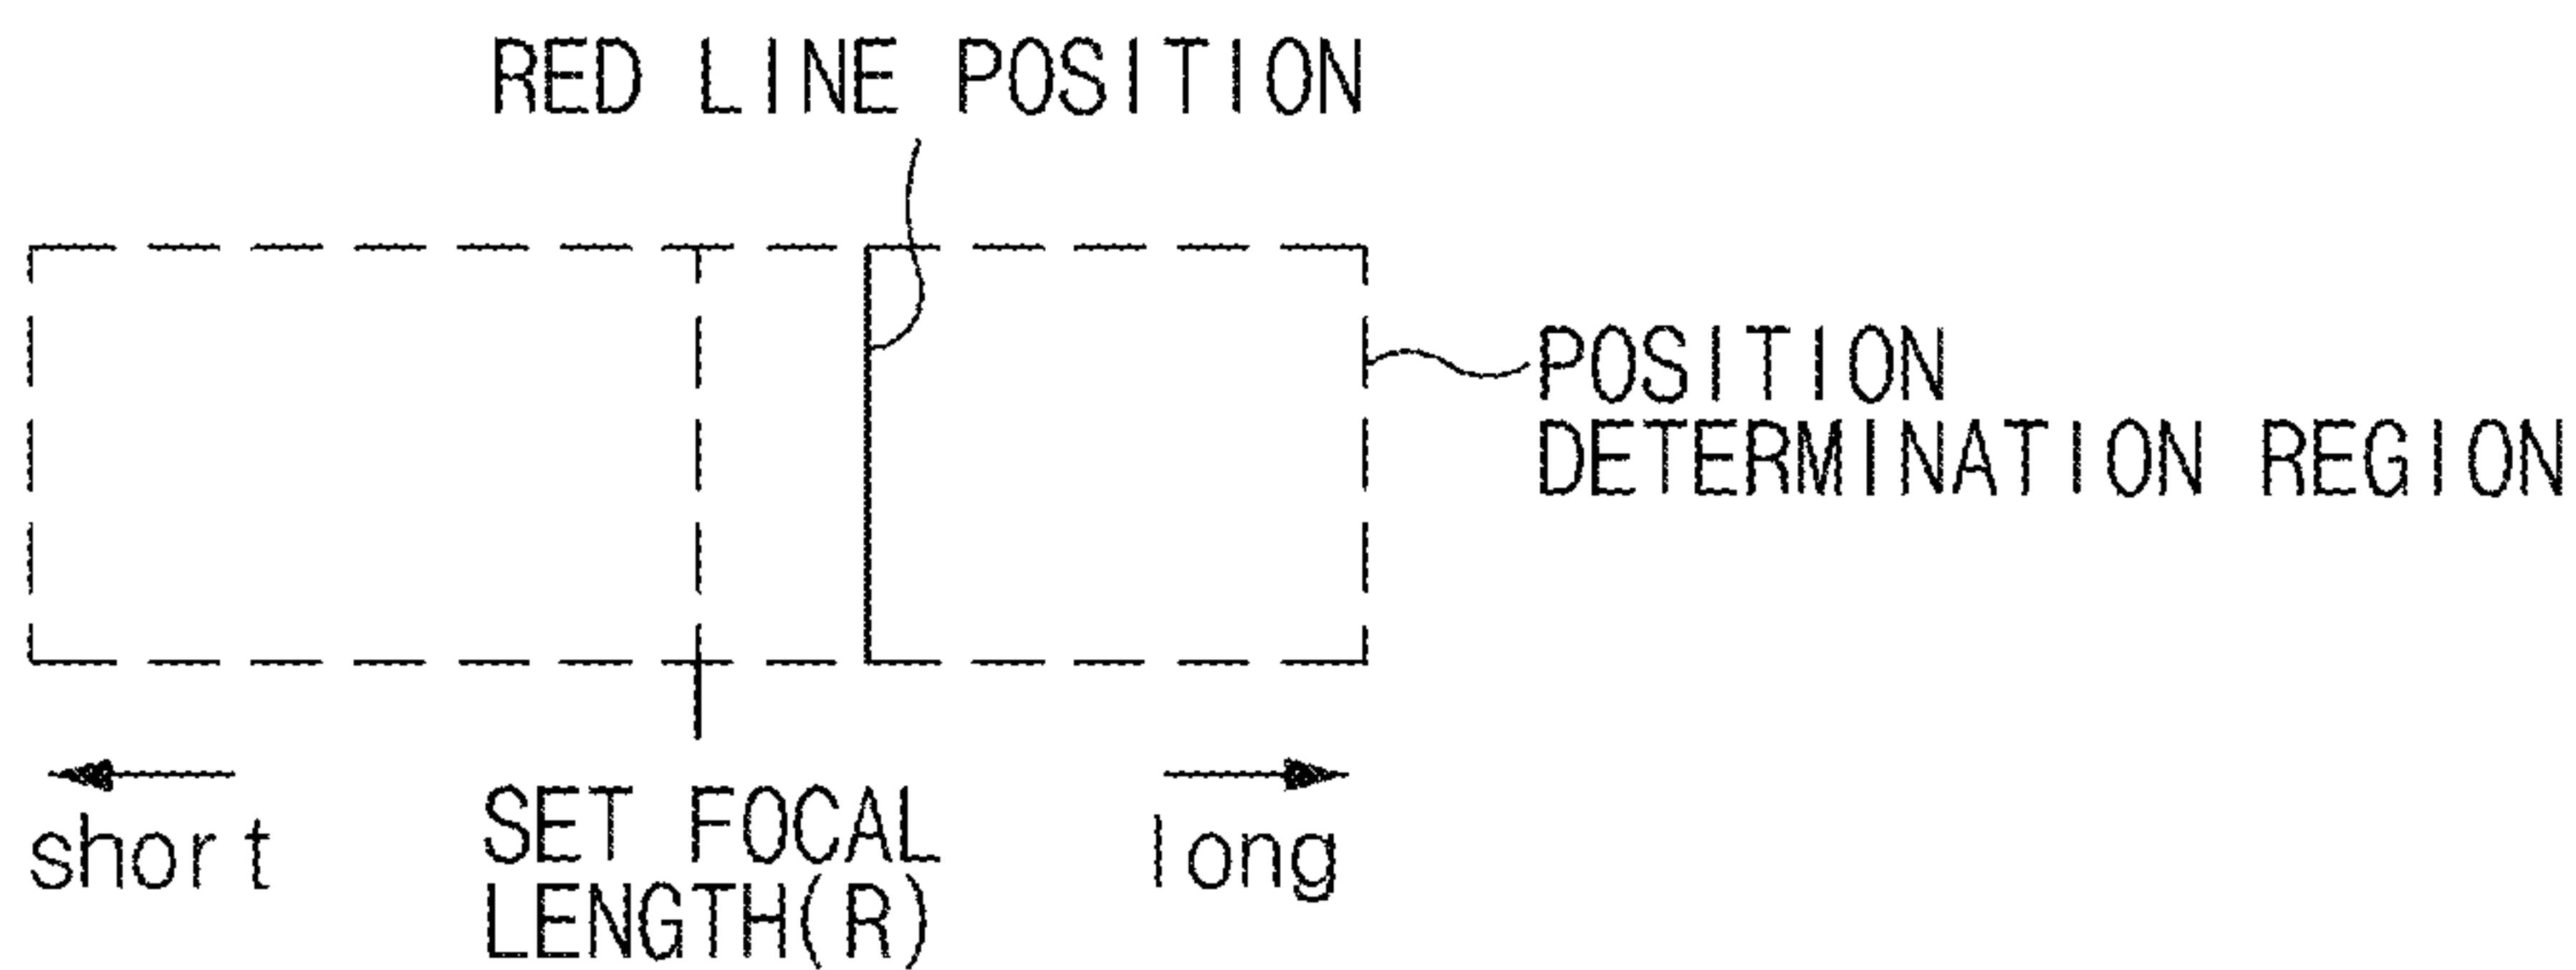 RED LINE POSITION
POSITION
DETERMINATION REGION
short
SET FOCAL
LENGTH(R)
long